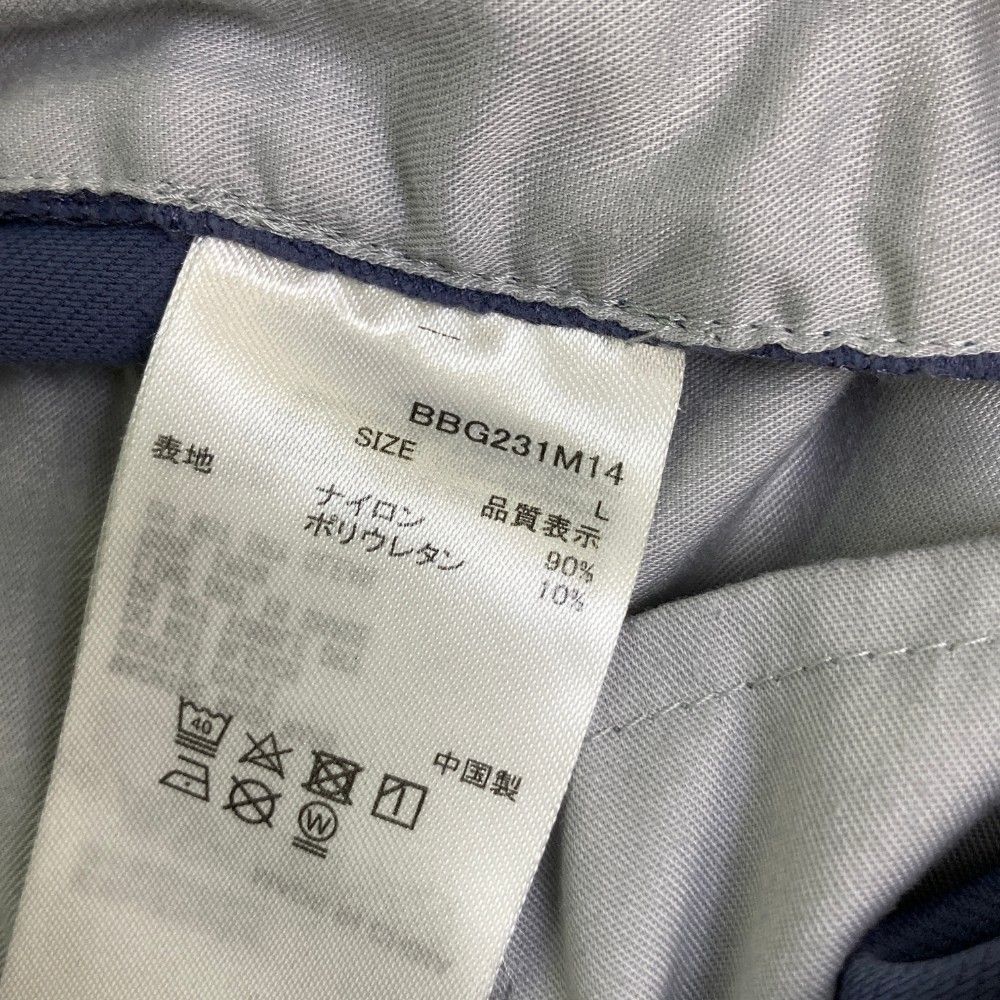 BBG231M14
SIZE L
品質表示
表地 ナイロン 90%
ポリウレタン 10%
40
W
中国製